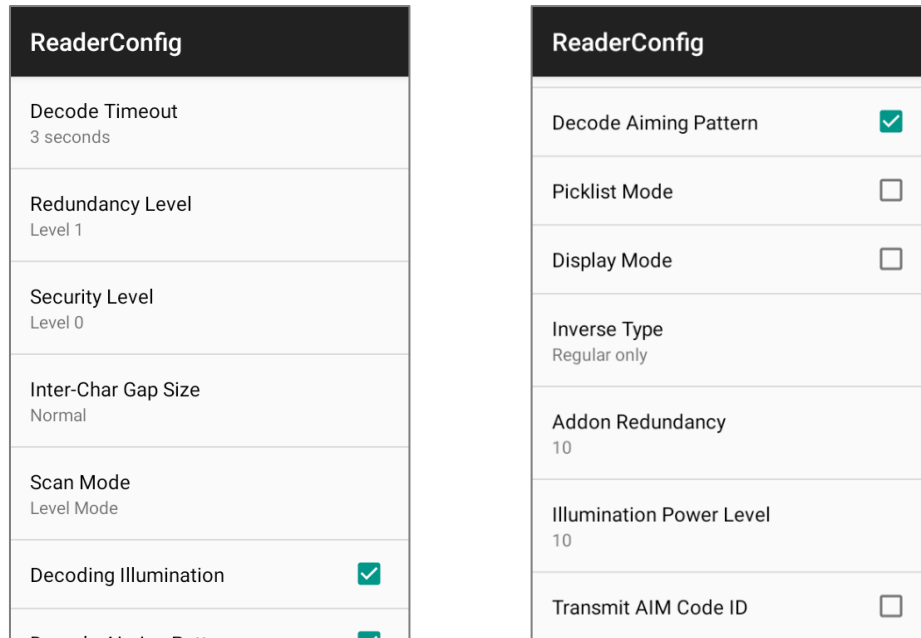 ReaderConfig
Decode Timeout
3 seconds
Redundancy Level
Level 1
Security Level
Level 0
Inter-Char Gap Size
Normal
Scan Mode
Level Mode
Decoding Illumination
ReaderConfig
Decode Aiming Pattern
Picklist Mode
Display Mode
Inverse Type
Regular only
Addon Redundancy
10
Illumination Power Level
10
Transmit AIM Code ID